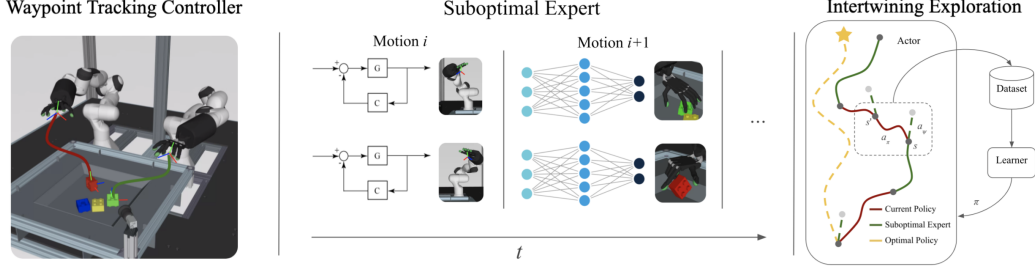 Waypoint Tracking Controller
Suboptimal Expert
Intertwining Exploration
Motion i
Motion i+1
+
-
G
C
+
-
G
C
...
t
Actor
s'
a_π
a_w
s
Dataset
Learner
π
Current Policy
Suboptimal Expert
Optimal Policy